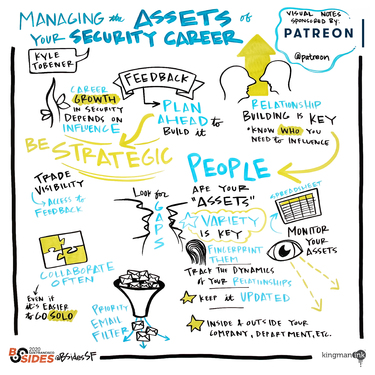 MANAGING the ASSETS of
YOUR SECURITY CAREER
VISUAL NOTES
SPONSORED BY:
PATREON
@patreon
KYLE
TOBENER
FEEDBACK
CAREER
GROWTH
IN SECURITY
DEPENDS ON
INFLUENCE
PLAN
AHEAD to
BUILD it
RELATIONSHIP
BUILDING is KEY
*KNOW WHO YOU
NEED to INFLUENCE
BE
STRATEGIC
PEOPLE
ARE YOUR
"ASSETS"
VARIETY
is KEY
TRADE
VISIBILITY
ACCESS to
FEEDBACK
Look for
GAPS
SPREADSHEET
MONITOR
YOUR
ASSETS
FINGERPRINT
THEM
TRACK THE DYNAMICS
of YOUR RELATIONSHIPS
KEEP it UPDATED
INSIDE & OUTSIDE YOUR
COMPANY, DEPARTMENT, ETC.
COLLABORATE
OFTEN
EVEN if
it's EASIER
to GO SOLO
PRIORITY
EMAIL
FILTER
2020
BSIDES
SAN FRANCISCO
@BSidesSF
kingmanink